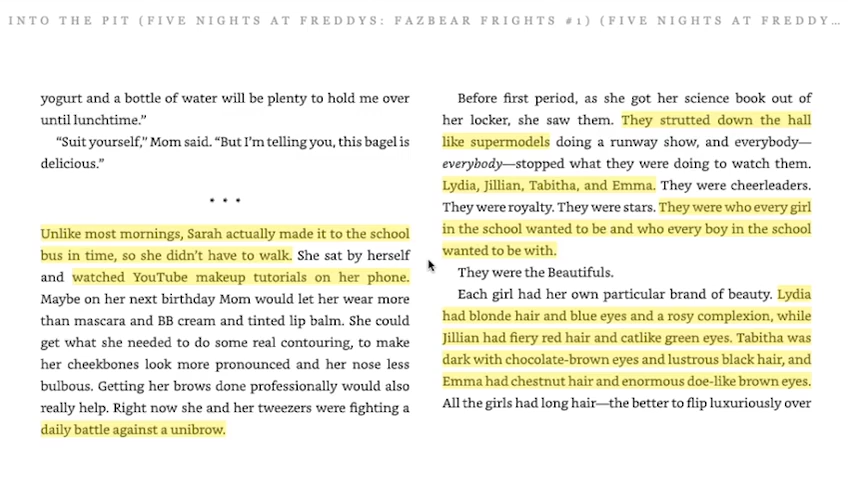 INTO THE PIT (FIVE NIGHTS AT FREDDYS: FAZBEAR FRIGHTS #1) (FIVE NIGHTS AT FREDDY…
yogurt and a bottle of water will be plenty to hold me over
until lunchtime.”
“Suit yourself,” Mom said. “But I’m telling you, this bagel is
delicious.”
• • •
Unlike most mornings, Sarah actually made it to the school
bus in time, so she didn’t have to walk. She sat by herself
and watched YouTube makeup tutorials on her phone.
Maybe on her next birthday Mom would let her wear more
than mascara and BB cream and tinted lip balm. She could
get what she needed to do some real contouring, to make
her cheekbones look more pronounced and her nose less
bulbous. Getting her brows done professionally would also
really help. Right now she and her tweezers were fighting a
daily battle against a unibrow.
Before first period, as she got her science book out of
her locker, she saw them. They strutted down the hall
like supermodels doing a runway show, and everybody—
everybody—stopped what they were doing to watch them.
Lydia, Jillian, Tabitha, and Emma. They were cheerleaders.
They were royalty. They were stars. They were who every girl
in the school wanted to be and who every boy in the school
wanted to be with.
They were the Beautifuls.
Each girl had her own particular brand of beauty. Lydia
had blonde hair and blue eyes and a rosy complexion, while
Jillian had fiery red hair and catlike green eyes. Tabitha was
dark with chocolate-brown eyes and lustrous black hair, and
Emma had chestnut hair and enormous doe-like brown eyes.
All the girls had long hair—the better to flip luxuriously over